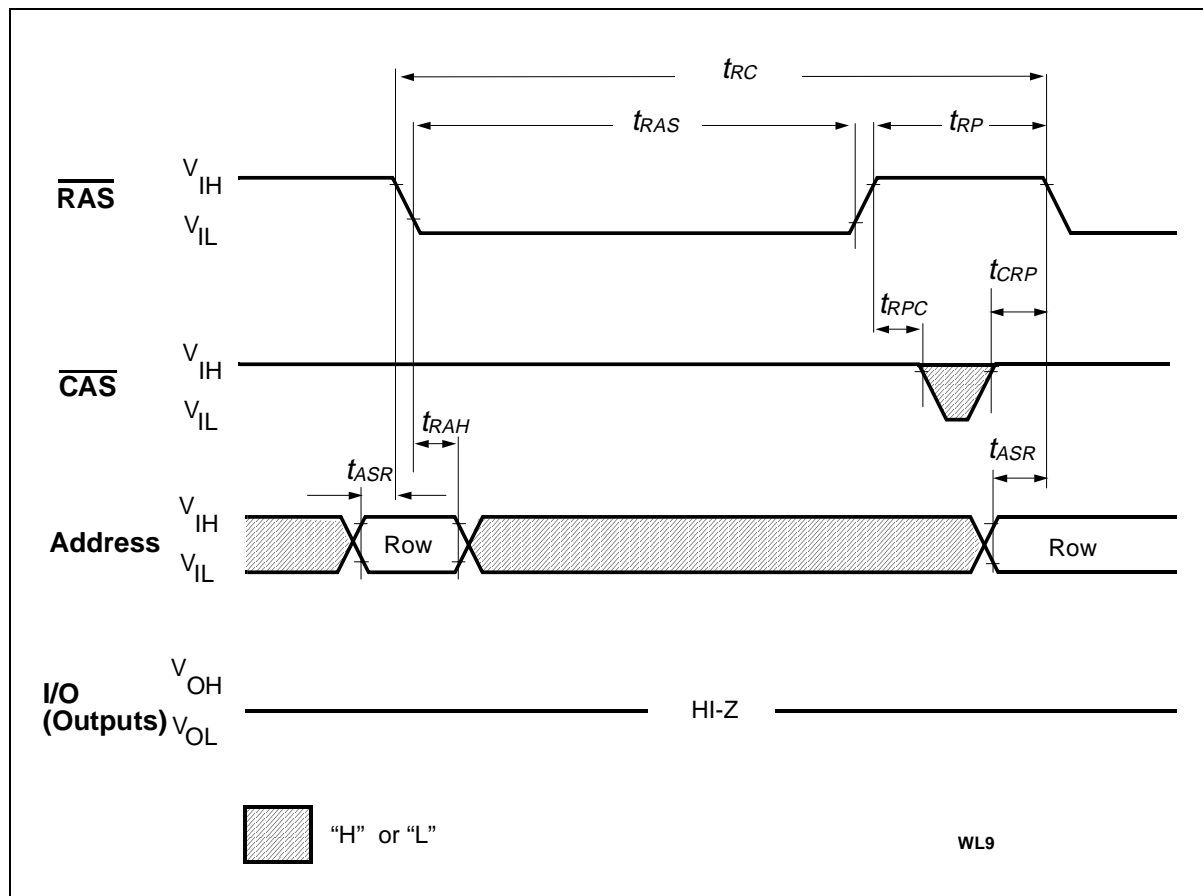 tRC
tRAS
tRP
RAS
VIH
VIL
tCRP
tRPC
CAS
VIH
VIL
tRAH
tASR
tASR
Address
VIH
VIL
Row
Row
I/O
(Outputs)
VOH
VOL
HI-Z
“H” or “L”
WL9